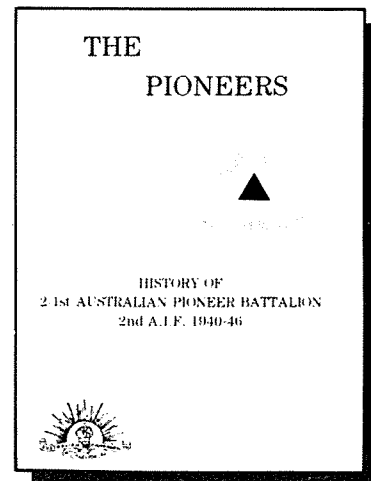 THE
PIONEERS
HISTORY OF
2-1st AUSTRALIAN PIONEER BATTALION
2nd A.I.F. 1940-46